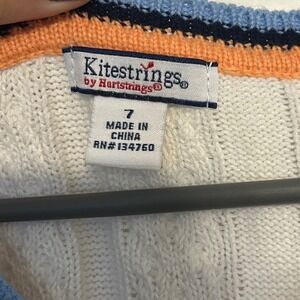 Kitestrings®
by Hartstrings®
7
MADE IN
CHINA
RN#134760